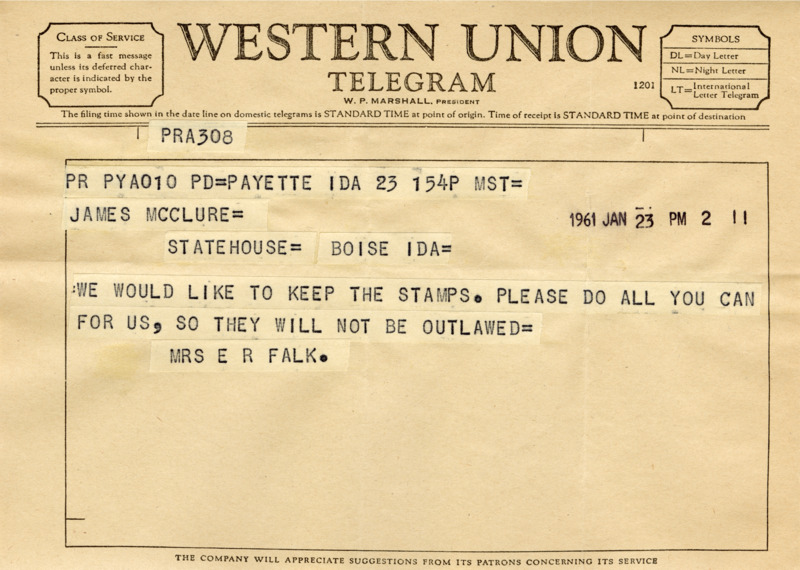 CLASS OF SERVICE
This is a fast message
unless its deferred char-
acter is indicated by the
proper symbol.
WESTERN UNION
TELEGRAM
W. P. MARSHALL, PRESIDENT
1201
SYMBOLS
DL=Day Letter
NL=Night Letter
LT=International
Letter Telegram
The filing time shown in the date line on domestic telegrams is STANDARD TIME at point of origin. Time of receipt is STANDARD TIME at point of destination
PRA308
PR PYA010 PD=PAYETTE IDA 23 154P MST=
JAMES MCCLURE=
1961 JAN 23 PM 2 11
STATEHOUSE= BOISE IDA=
:WE WOULD LIKE TO KEEP THE STAMPS. PLEASE DO ALL YOU CAN
FOR US, SO THEY WILL NOT BE OUTLAWED=
MRS E R FALK.
THE COMPANY WILL APPRECIATE SUGGESTIONS FROM ITS PATRONS CONCERNING ITS SERVICE